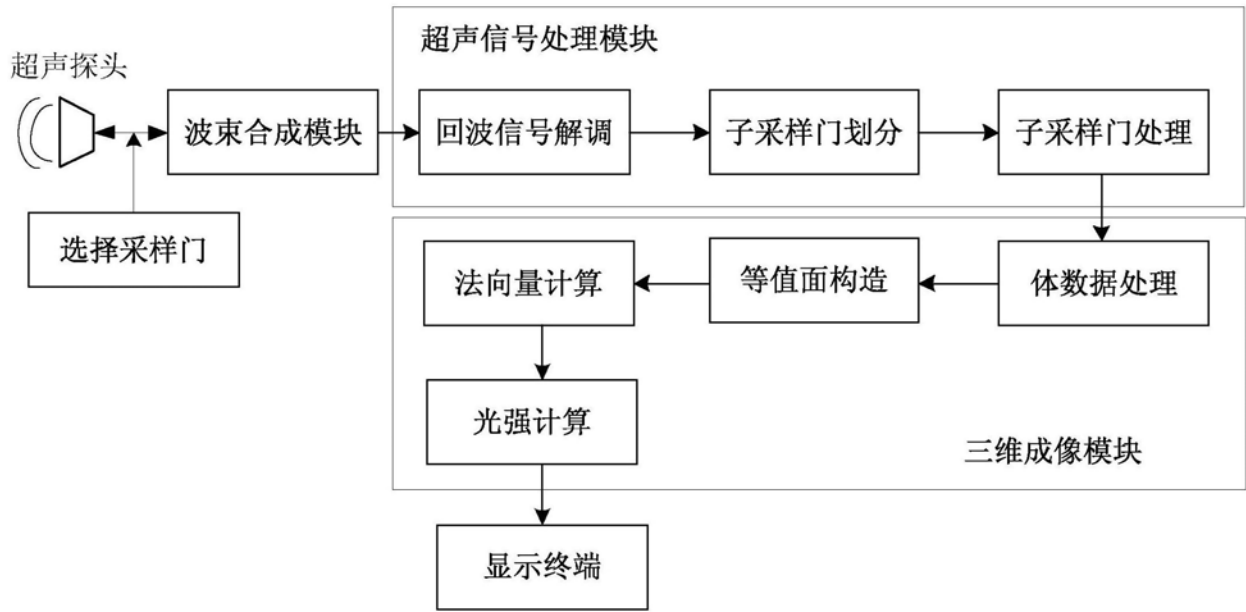 超声信号处理模块
超声探头
波束合成模块
回波信号解调
子采样门划分
子采样门处理
选择采样门
法向量计算
等值面构造
体数据处理
光强计算
三维成像模块
显示终端